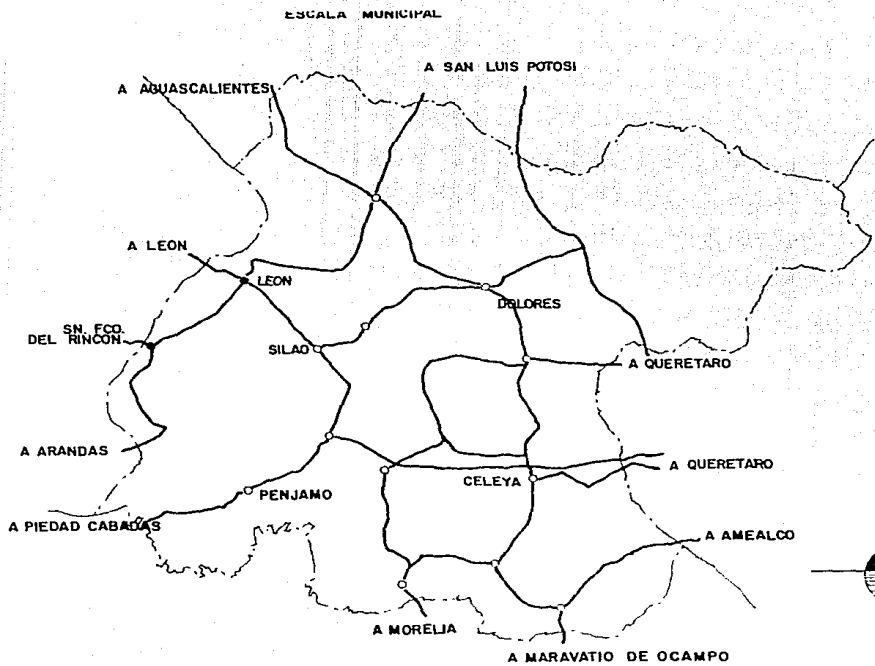 ESCALA MUNICIPAL
A SAN LUIS POTOSI
A AGUASCALIENTES
A LEON
LEON
DOLORES
SN. FCO.
DEL RINCON
SILAO
A QUERETARO
A ARANDAS
A QUERETARO
CELEYA
PENJAMO
A PIEDAD CABADAS
A AMEALCO
A MORELIA
A MARAVATIO DE OCAMPO